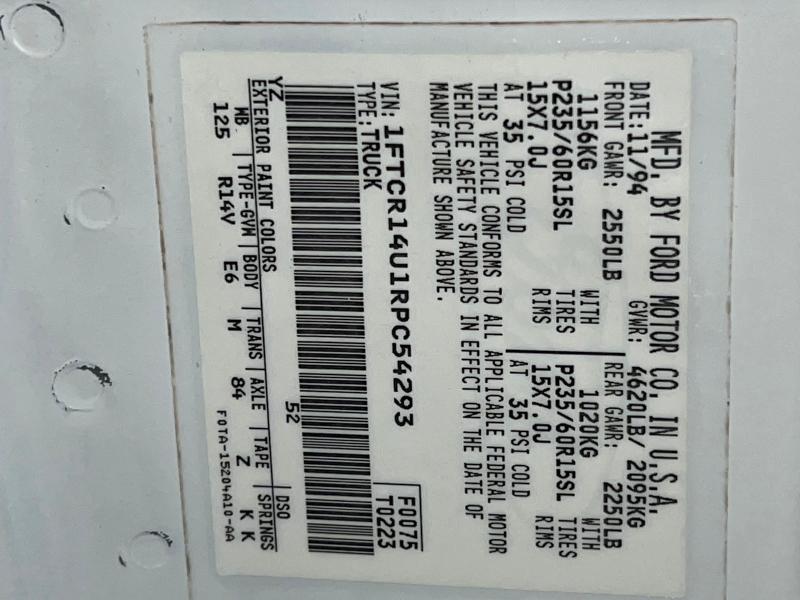 MFD. BY FORD MOTOR CO. IN U.S.A.
DATE: 11/94 GVWR: 4620LB/ 2095KG
FRONT GAWR: 2550LB REAR GAWR: 2250LB
1156KG WITH 1020KG WITH
P235/60R15SL TIRES P235/60R15SL TIRES
15X7.0J RIMS 15X7.0J RIMS
AT 35 PSI COLD AT 35 PSI COLD
THIS VEHICLE CONFORMS TO ALL APPLICABLE FEDERAL MOTOR
VEHICLE SAFETY STANDARDS IN EFFECT ON THE DATE OF
MANUFACTURE SHOWN ABOVE.
VIN: 1FTCR14U1RPC54293 F0075
TYPE: TRUCK T0223
YZ 52
EXTERIOR PAINT COLORS DSO
WB TYPE-GVM BODY TRANS AXLE TAPE SPRINGS
125 R14V E6 M 84 Z K K
F0TA-15204A10-AA